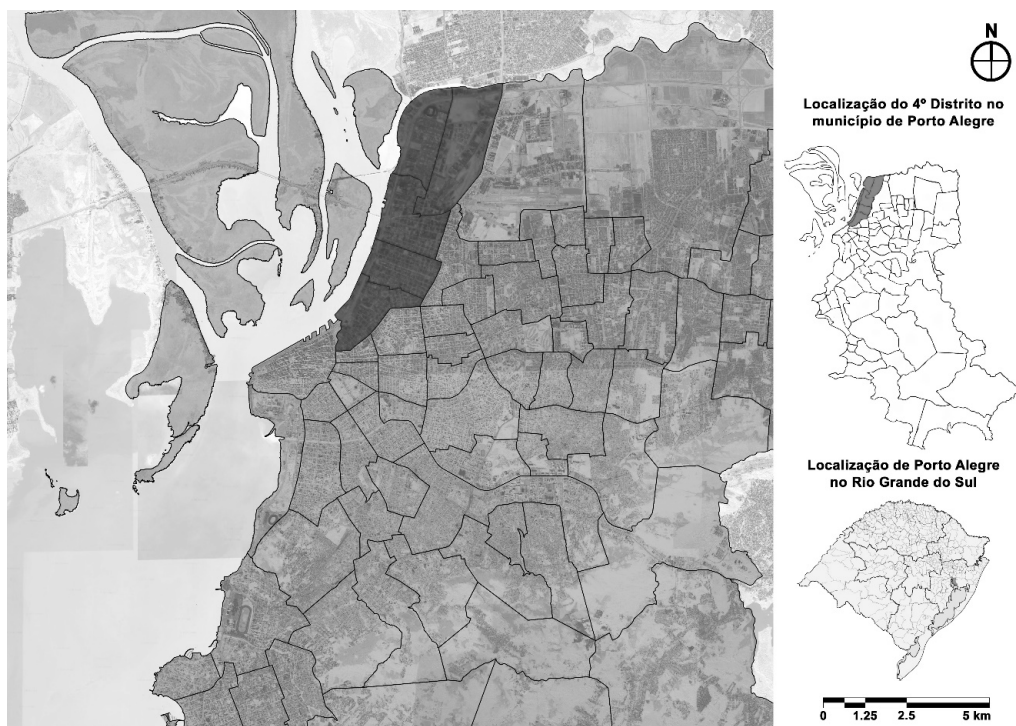 N
Localização do 4º Distrito no
município de Porto Alegre
Localização de Porto Alegre
no Rio Grande do Sul
0 1.25 2.5 5 km